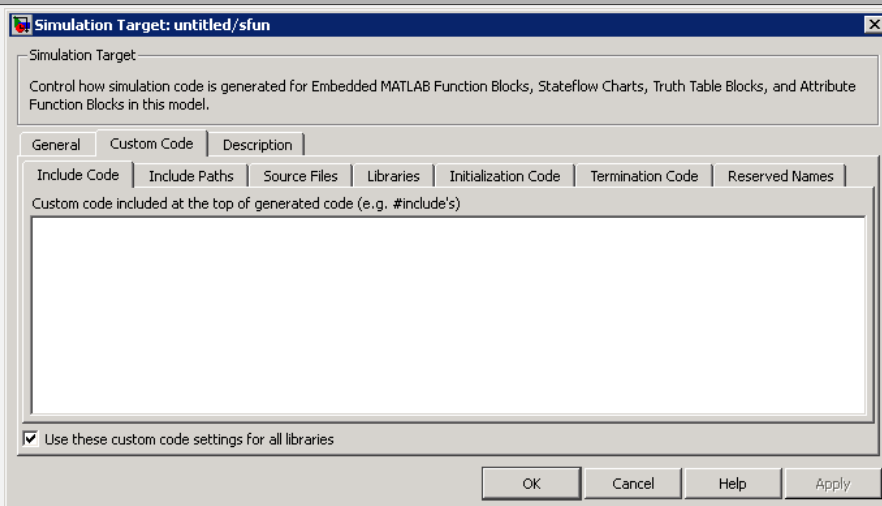 Simulation Target: untitled/sfun
Simulation Target
Control how simulation code is generated for Embedded MATLAB Function Blocks, Stateflow Charts, Truth Table Blocks, and Attribute
Function Blocks in this model.
General Custom Code Description
Include Code Include Paths Source Files Libraries Initialization Code Termination Code Reserved Names
Custom code included at the top of generated code (e.g. #include's)
Use these custom code settings for all libraries
OK Cancel Help Apply